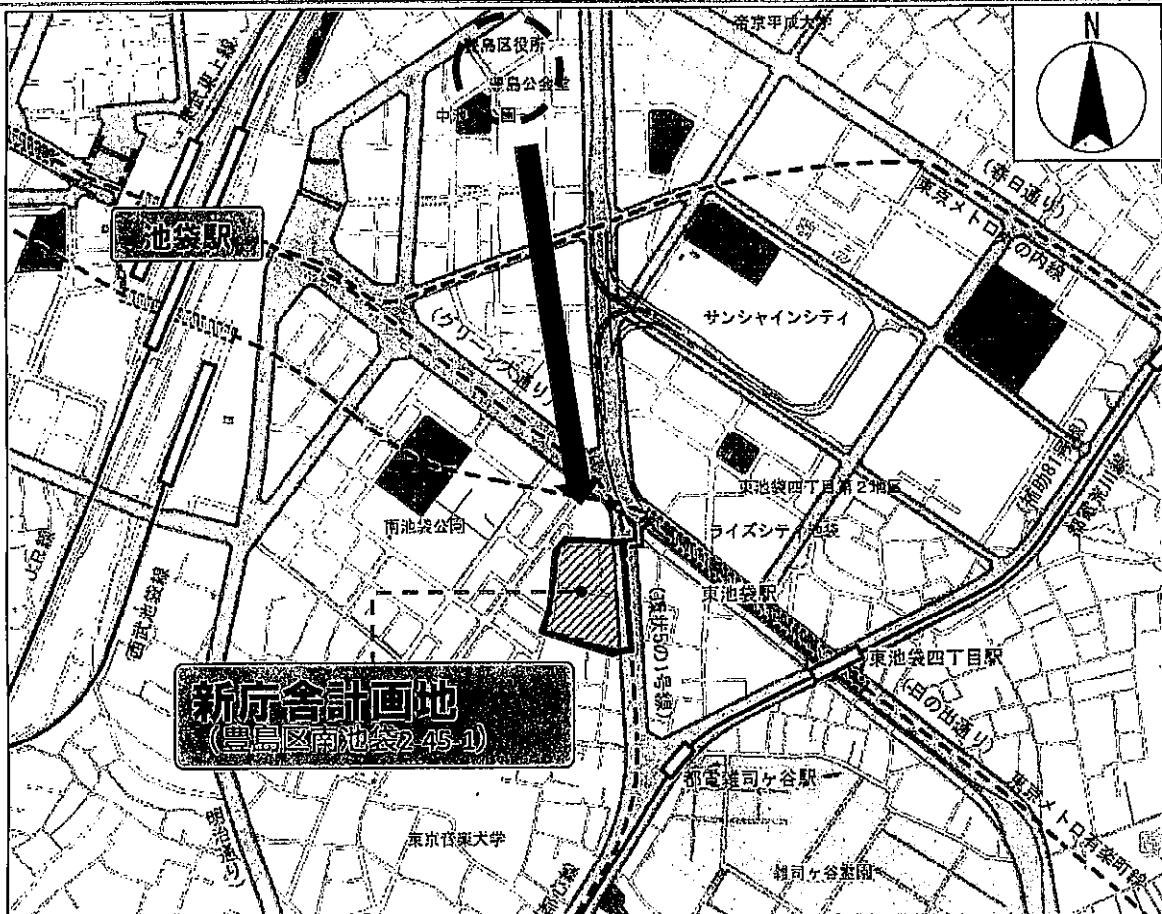 帝京平成大学
N
豊島区役所
豊島公会堂
中池袋公園
東武東上線
池袋駅
(春日通り)
東京メトロ丸の内線
サンシャインシティ
(グリーン大通り)
(補助81号線)
都電荒川線
東池袋四丁目第2地区
南池袋公園
ライズシティ池袋
JR線
西武池袋線
東池袋駅
(環状5の1号線)
東池袋四丁目駅
(日の出通り)
新庁舎計画地
(豊島区南池袋2-45-1)
都電雑司ヶ谷駅
東京メトロ有楽町線
明治通り)
東京音楽大学
雑司ヶ谷霊園